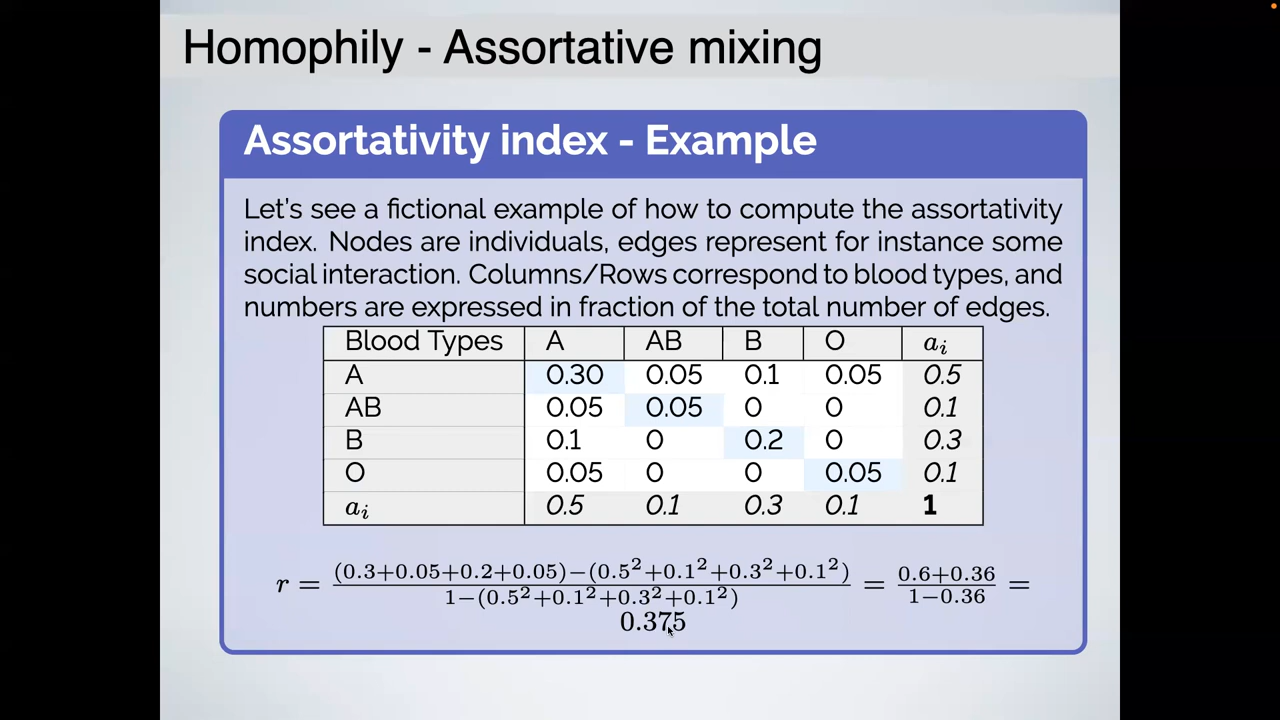 Homophily - Assortative mixing
Assortativity index - Example
Let's see a fictional example of how to compute the assortativity
index. Nodes are individuals, edges represent for instance some
social interaction. Columns/Rows correspond to blood types, and
numbers are expressed in fraction of the total number of edges.
Blood Types A AB B O aᵢ
A 0.30 0.05 0.1 0.05 0.5
AB 0.05 0.05 0 0 0.1
B 0.1 0 0.2 0 0.3
O 0.05 0 0 0.05 0.1
aᵢ 0.5 0.1 0.3 0.1 1
r = (0.3+0.05+0.2+0.05)−(0.5²+0.1²+0.3²+0.1²) / 1−(0.5²+0.1²+0.3²+0.1²) = 0.6+0.36 / 1−0.36 =
0.375